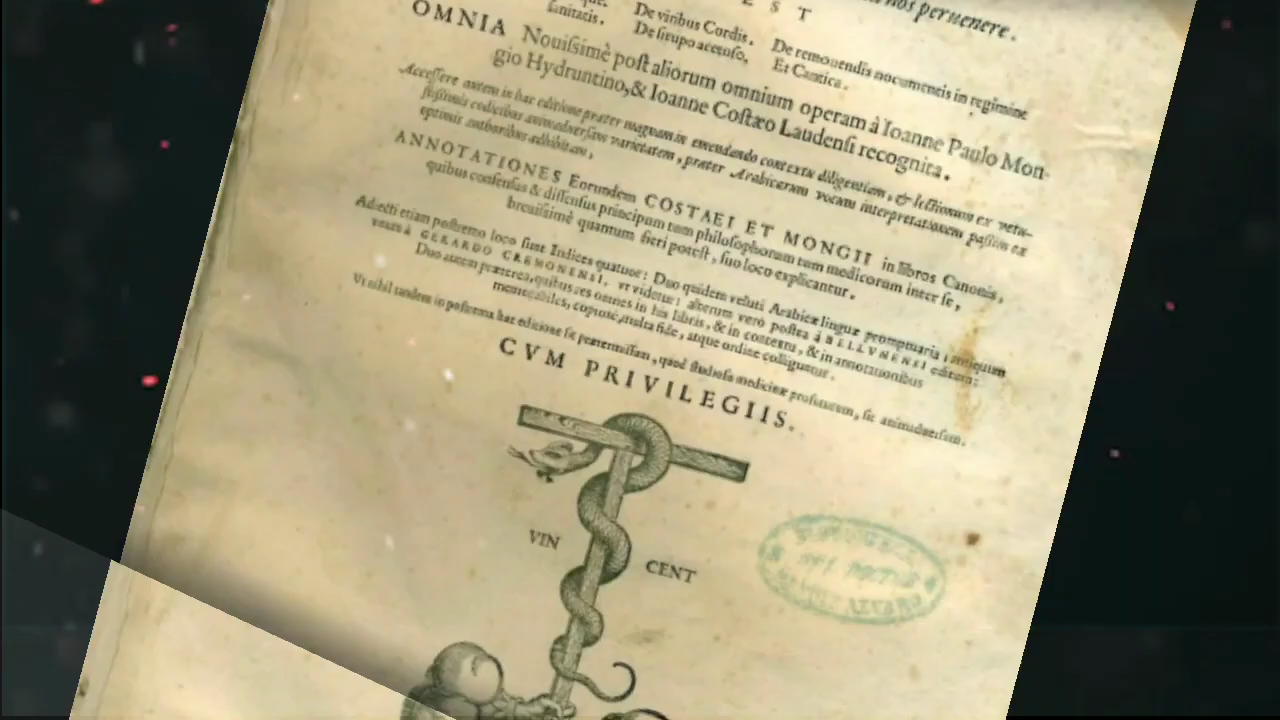 E S T
nos peruenere.
sanitatis.
De viribus Cordis.
De sirupo acetoso.
De remouendis nocumentis in regimine
Et Cantica.
OMNIA Nouissimè post aliorum omnium operam à Ioanne Paulo Mon-
gio Hydruntino, & Ioanne Costæo Laudensi recognita.
Accessere autem in hac editione præter magnam in emendando contextu diligentiam, & lectionum ex vetu-
stissimis codicibus animaduersam varietatem, præter Arabicarum vocum interpretationem passim ex
optimis authoribus adhibitam,
ANNOTATIONES Eorundem COSTAEI ET MONGII in libros Canonis,
quibus consensus & dissensus principum tum philosophorum tum medicorum inter se,
breuissimè quantum fieri potest, suo loco explicantur.
Adiecti etiam postremo loco sunt Indices quatuor: Duo quidem veluti Arabicæ linguæ promptuaria; antiquum
vnum à GERARDO CREMONENSI, vt videtur: alterum verò postea à BELLVNENSI editum:
Duo autem præterea, quibus res omnes in his libris, & in contextu, & in annotationibus
memorabiles, copiosè, multa fide, atque ordine colliguntur.
Vt nihil tandem in postrema hac editione sit prætermissum, quod studiosis medicinæ profuturum, sit animaduersum.
CVM PRIVILEGIIS.
VIN
CENT